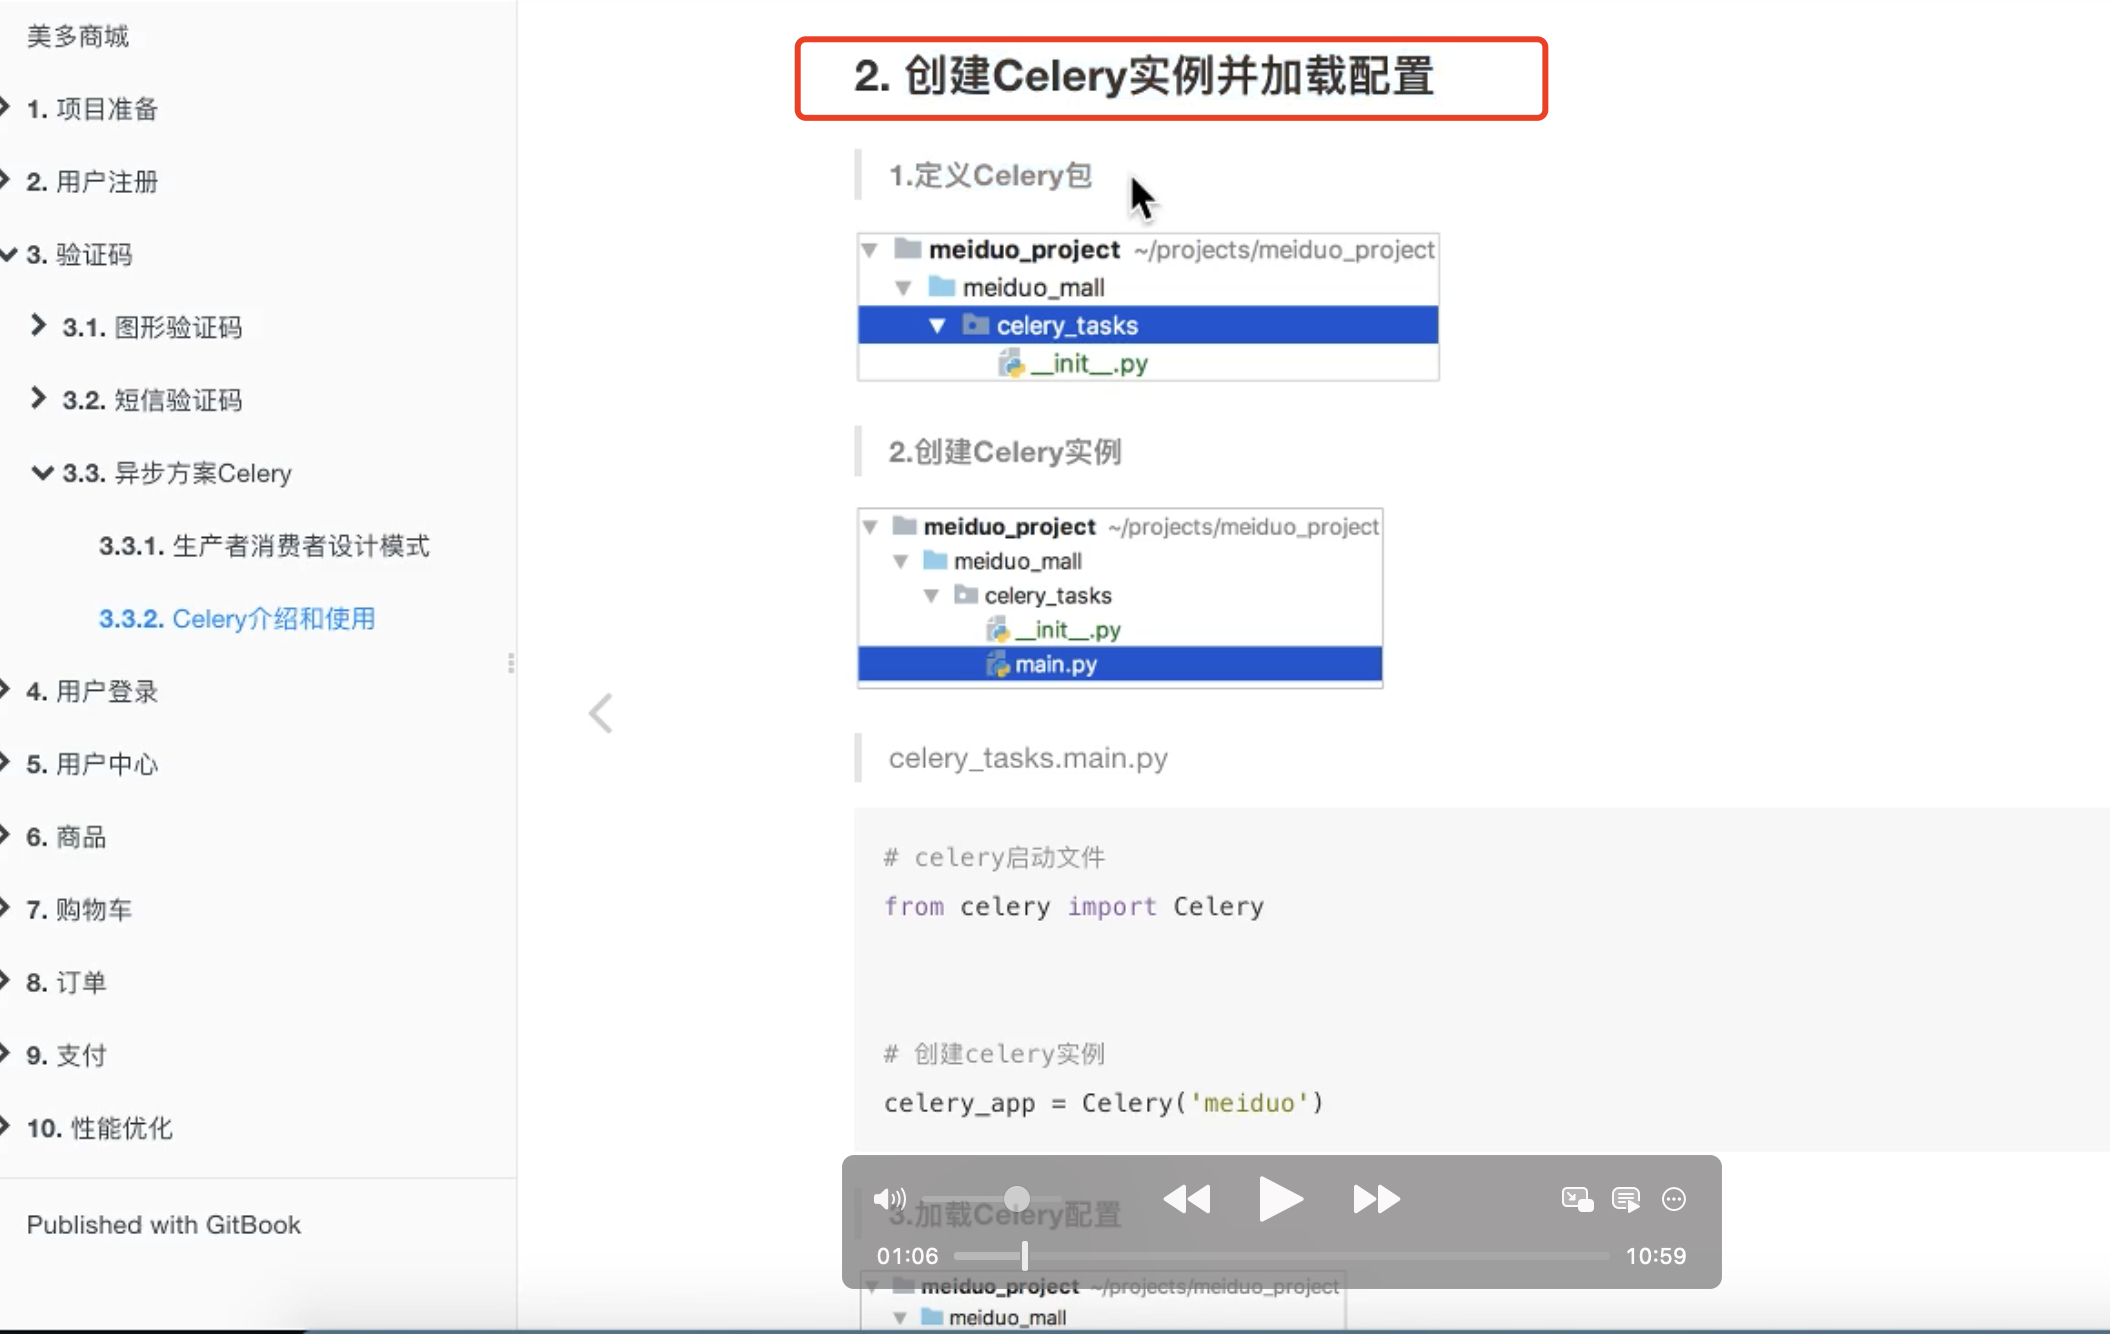 美多商城
1. 项目准备
2. 用户注册
3. 验证码
3.1. 图形验证码
3.2. 短信验证码
3.3. 异步方案Celery
3.3.1. 生产者消费者设计模式
3.3.2. Celery介绍和使用
4. 用户登录
5. 用户中心
6. 商品
7. 购物车
8. 订单
9. 支付
10. 性能优化
Published with GitBook
2. 创建Celery实例并加载配置
1.定义Celery包
meiduo_project ~/projects/meiduo_project
meiduo_mall
celery_tasks
__init__.py
2.创建Celery实例
meiduo_project ~/projects/meiduo_project
meiduo_mall
celery_tasks
__init__.py
main.py
celery_tasks.main.py
# celery启动文件
from celery import Celery
# 创建celery实例
celery_app = Celery('meiduo')
3.加载Celery配置
01:06
10:59
meiduo_project ~/projects/meiduo_project
meiduo_mall